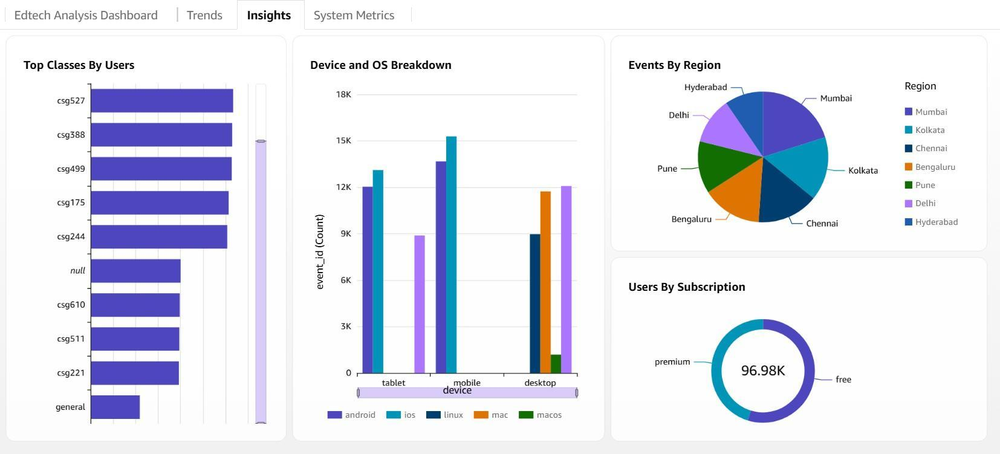 Edtech Analysis Dashboard
Trends
Insights
System Metrics
Top Classes By Users
csg527
csg388
csg499
csg175
csg244
null
csg610
csg511
csg221
general
Device and OS Breakdown
18K
15K
12K
9K
6K
3K
0
event_id (Count)
tablet
mobile
desktop
device
android
ios
linux
mac
macos
Events By Region
Hyderabad
Mumbai
Delhi
Pune
Kolkata
Bengaluru
Chennai
Region
Mumbai
Kolkata
Chennai
Bengaluru
Pune
Delhi
Hyderabad
Users By Subscription
premium
96.98K
free